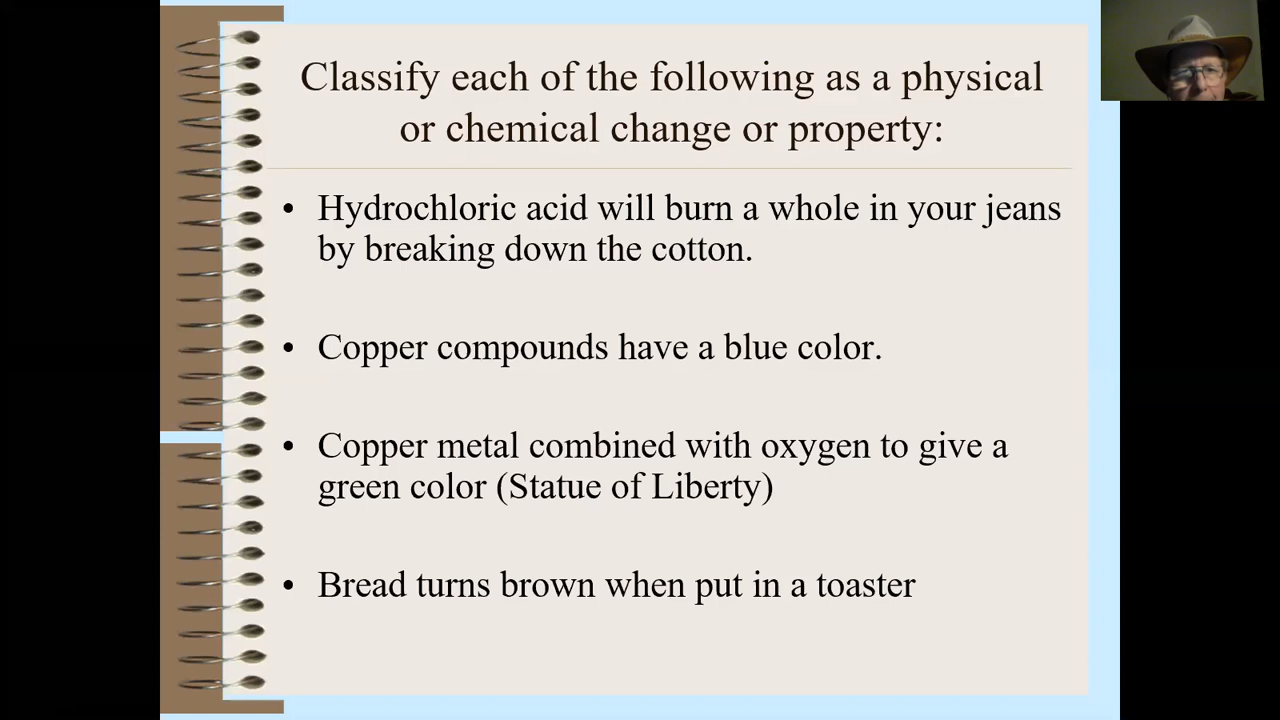 Classify each of the following as a physical
or chemical change or property:
• Hydrochloric acid will burn a whole in your jeans
by breaking down the cotton.
• Copper compounds have a blue color.
• Copper metal combined with oxygen to give a
green color (Statue of Liberty)
• Bread turns brown when put in a toaster